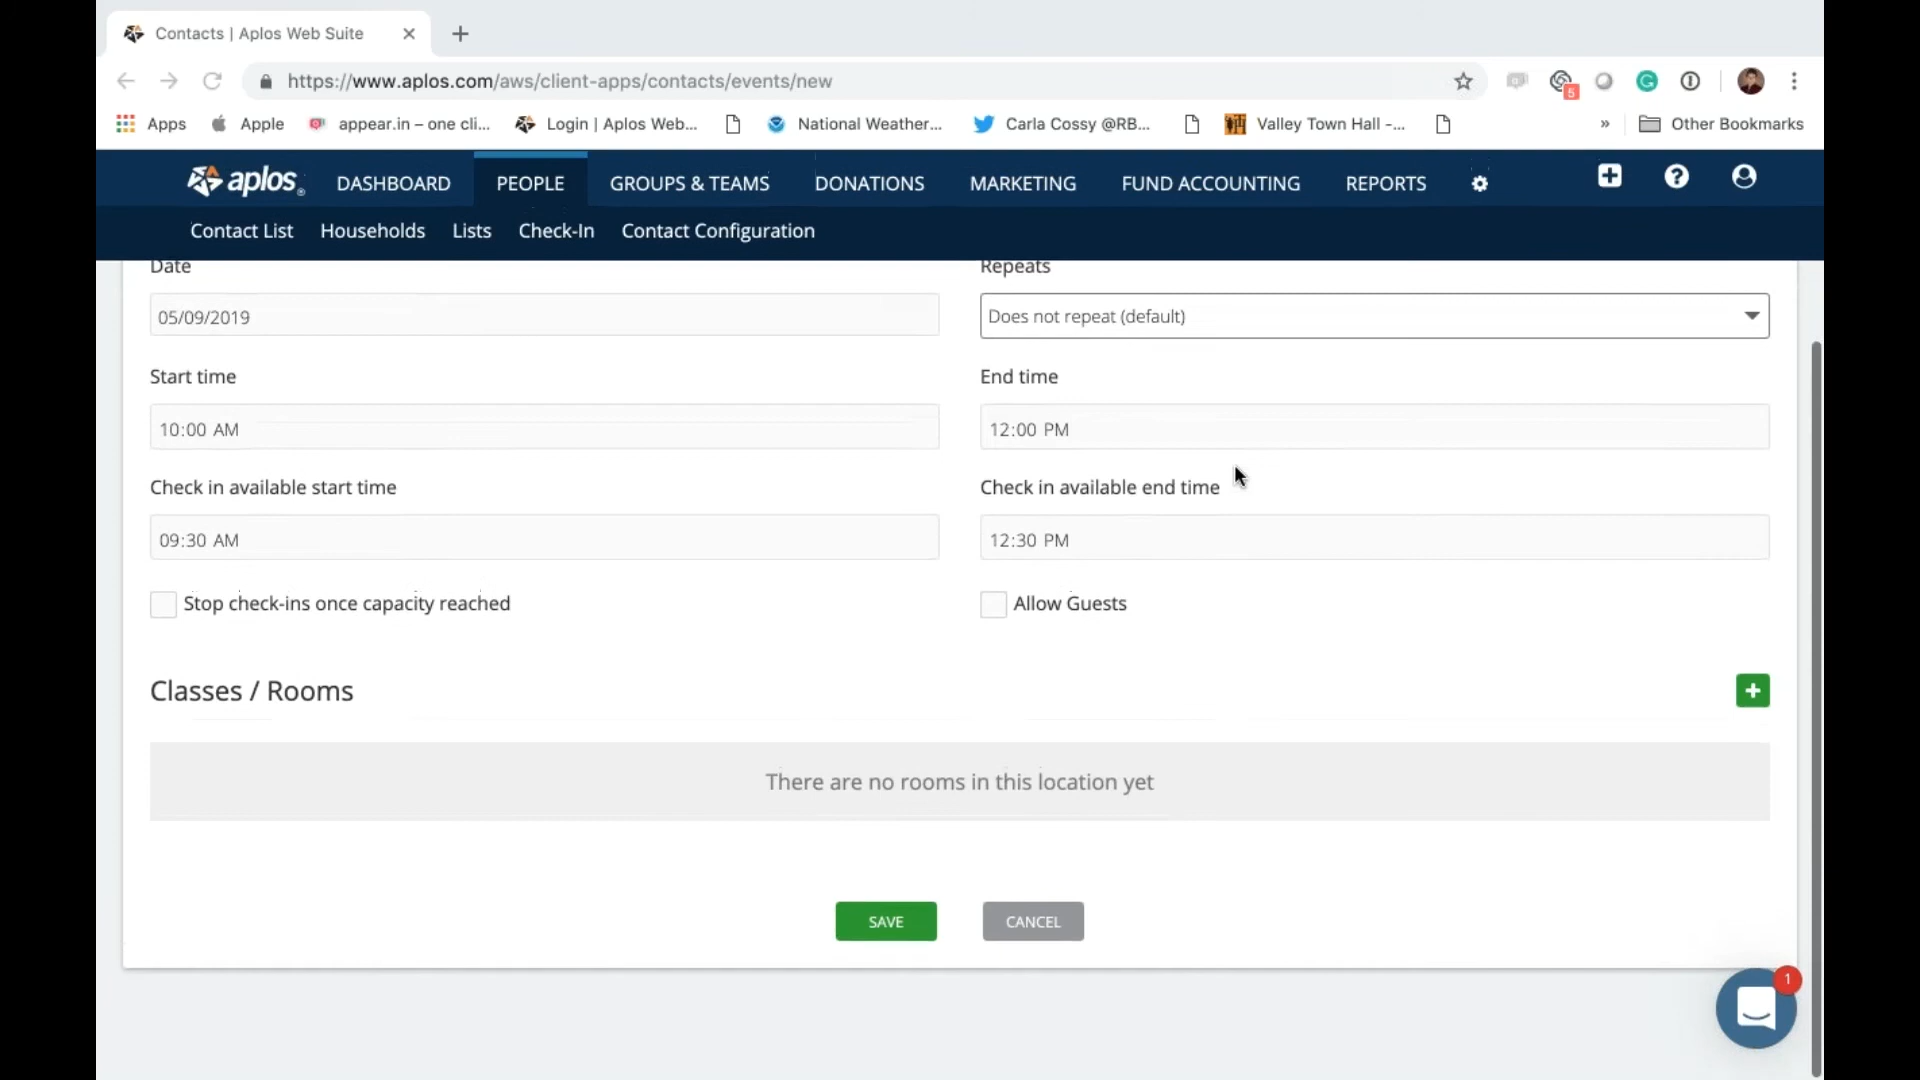 Contacts | Aplos Web Suite
https://www.aplos.com/aws/client-apps/contacts/events/new
5
Apps Apple appear.in – one cli... Login | Aplos Web... National Weather... Carla Cossy @RB... Valley Town Hall -... » Other Bookmarks
aplos DASHBOARD PEOPLE GROUPS & TEAMS DONATIONS MARKETING FUND ACCOUNTING REPORTS
Contact List Households Lists Check-In Contact Configuration
Date Repeats
05/09/2019 Does not repeat (default)
Start time End time
10:00 AM 12:00 PM
Check in available start time Check in available end time
09:30 AM 12:30 PM
Stop check-ins once capacity reached Allow Guests
Classes / Rooms
There are no rooms in this location yet
SAVE CANCEL
1